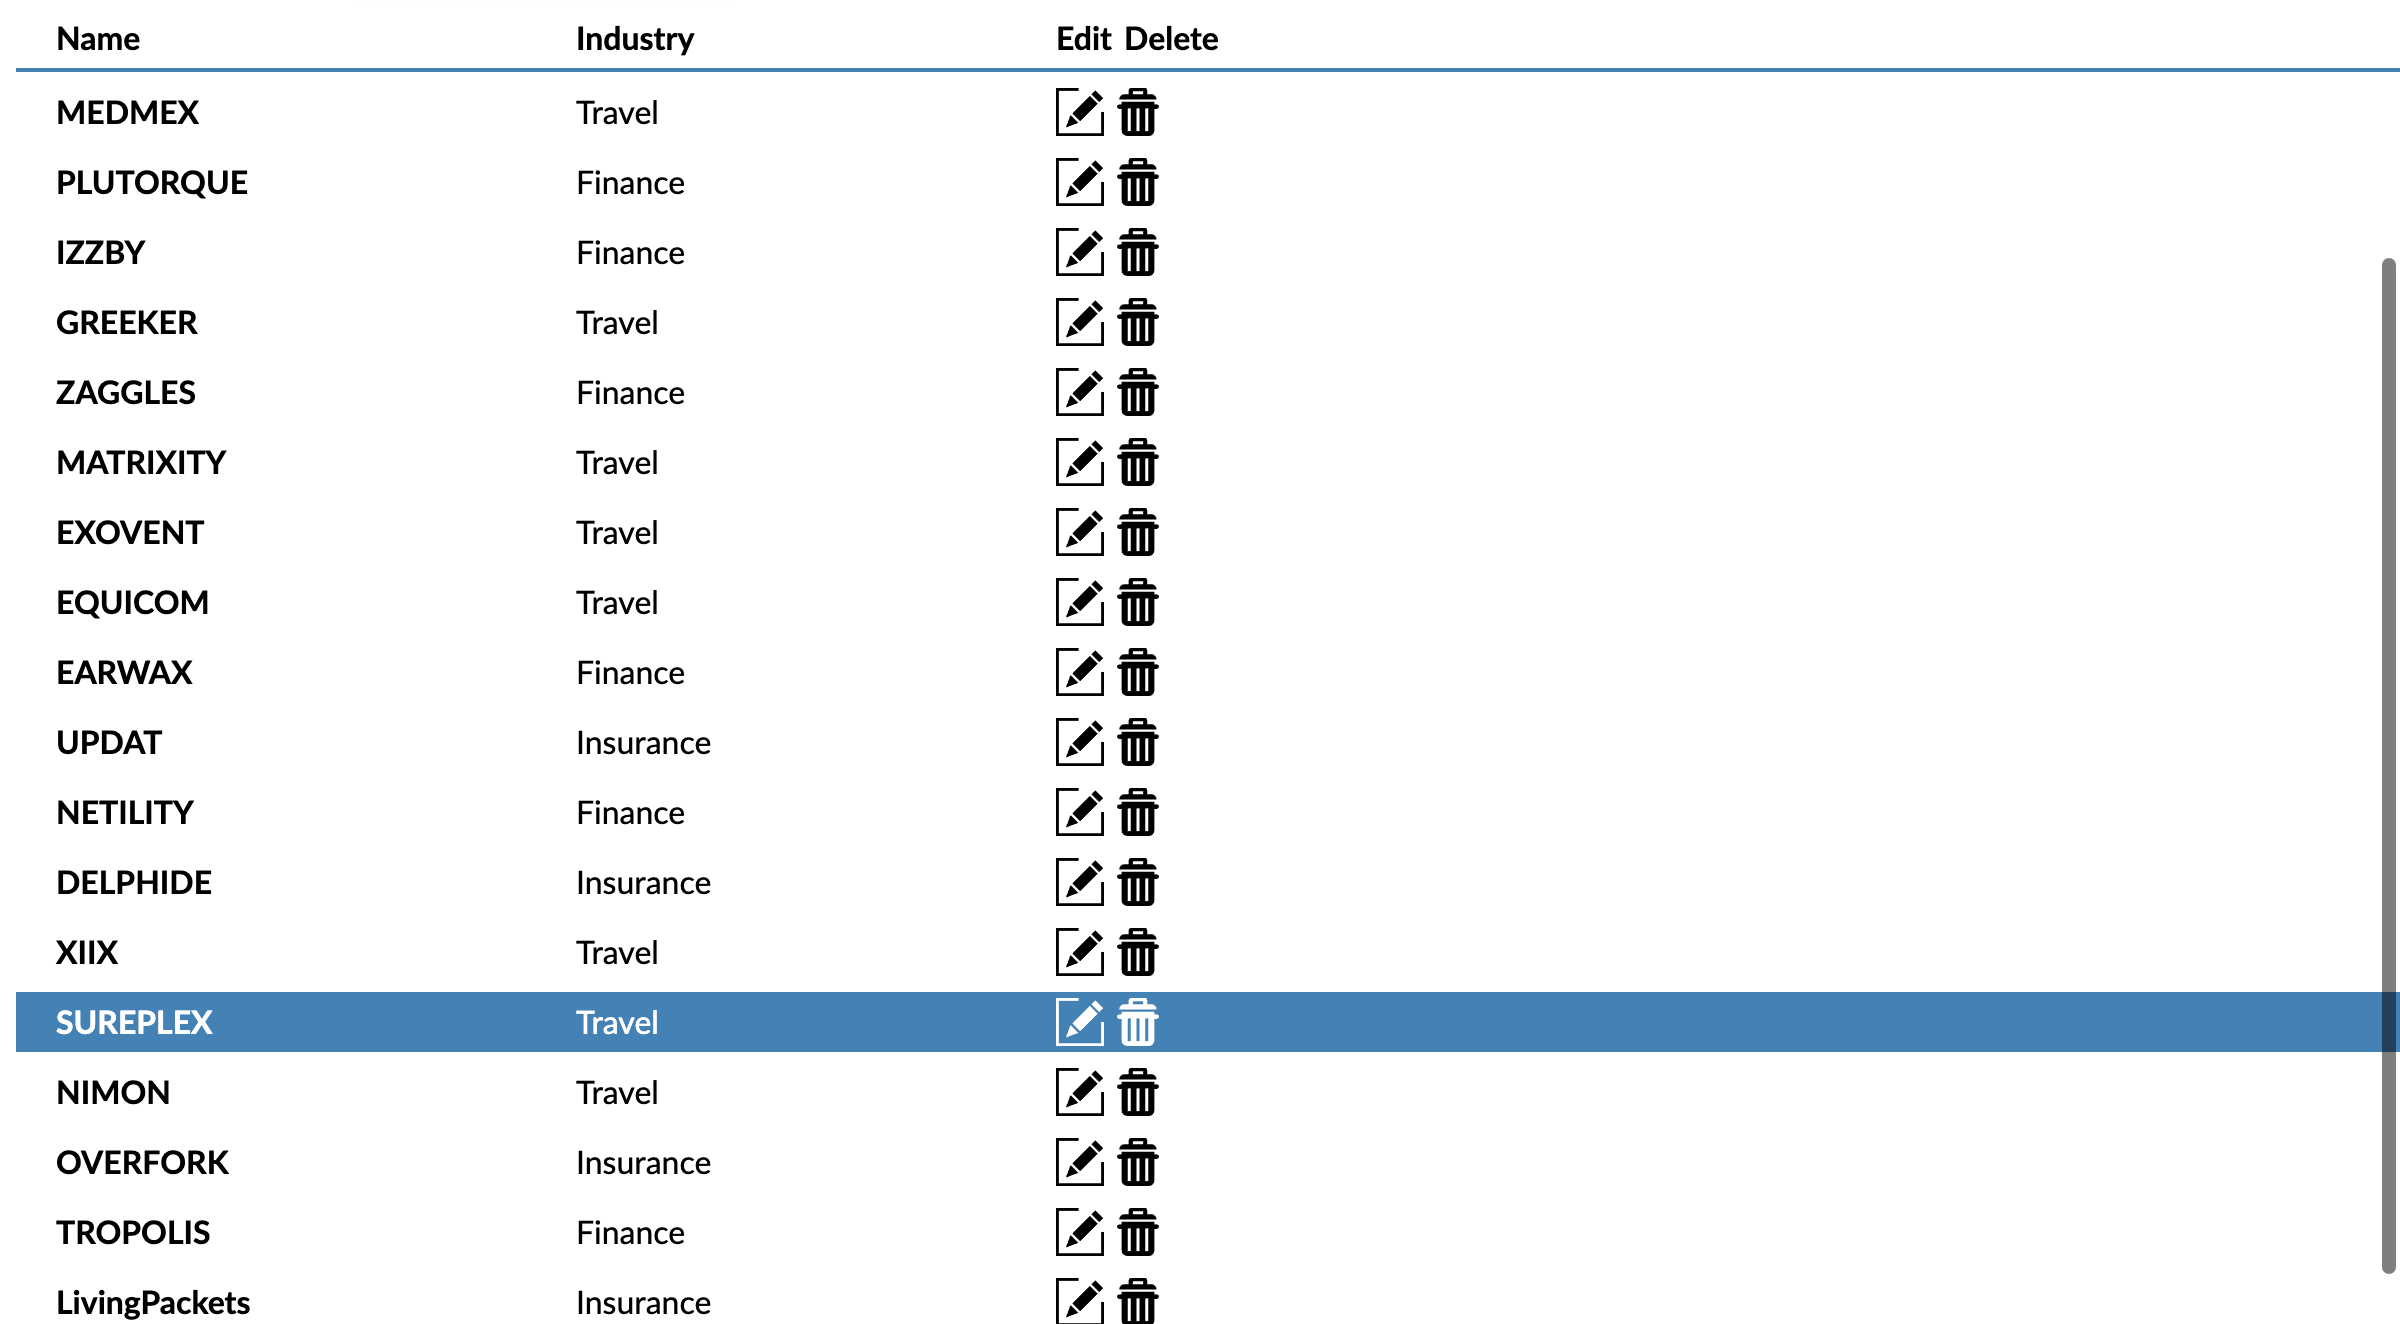 Name Industry Edit Delete
MEDMEX Travel
PLUTORQUE Finance
IZZBY Finance
GREEKER Travel
ZAGGLES Finance
MATRIXITY Travel
EXOVENT Travel
EQUICOM Travel
EARWAX Finance
UPDAT Insurance
NETILITY Finance
DELPHIDE Insurance
XIIX Travel
SUREPLEX Travel
NIMON Travel
OVERFORK Insurance
TROPOLIS Finance
LivingPackets Insurance